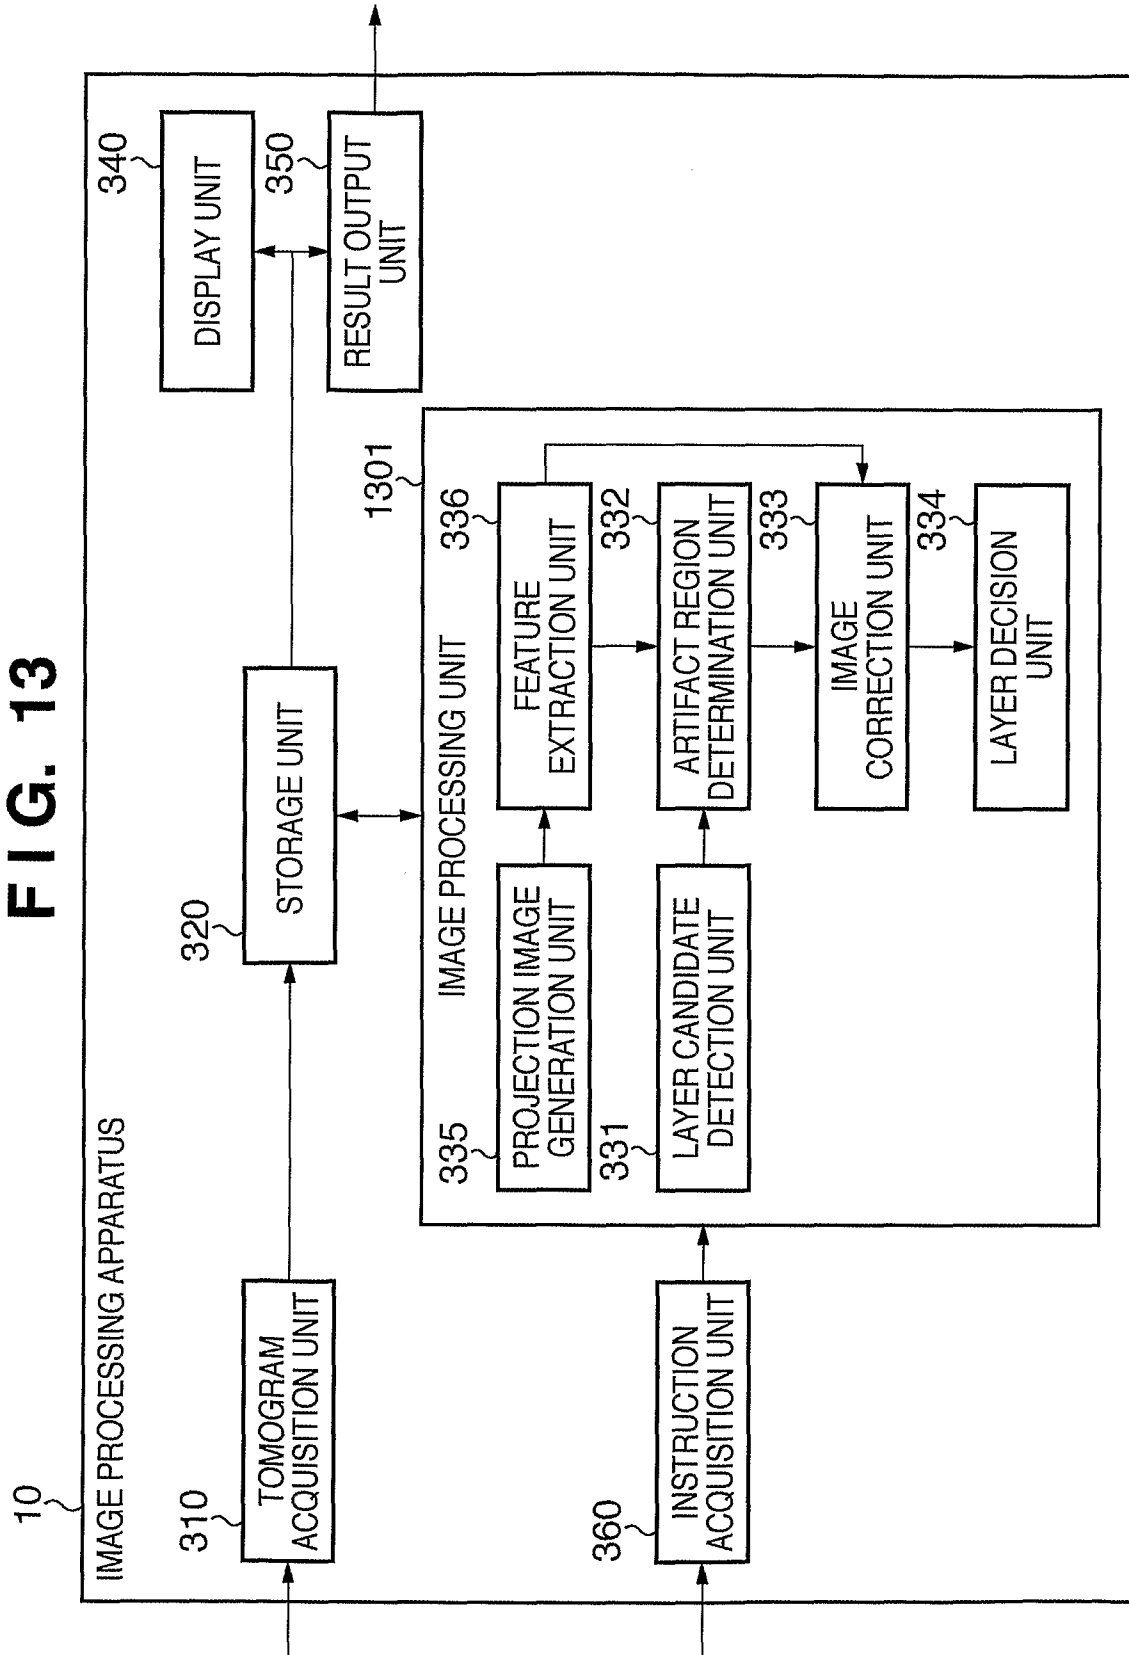 FIG. 13
10
IMAGE PROCESSING APPARATUS
310
TOMOGRAM
ACQUISITION UNIT
320
STORAGE UNIT
340
DISPLAY UNIT
350
RESULT OUTPUT
UNIT
360
INSTRUCTION
ACQUISITION UNIT
1301
IMAGE PROCESSING UNIT
335
PROJECTION IMAGE
GENERATION UNIT
336
FEATURE
EXTRACTION UNIT
331
LAYER CANDIDATE
DETECTION UNIT
332
ARTIFACT REGION
DETERMINATION UNIT
333
IMAGE
CORRECTION UNIT
334
LAYER DECISION
UNIT